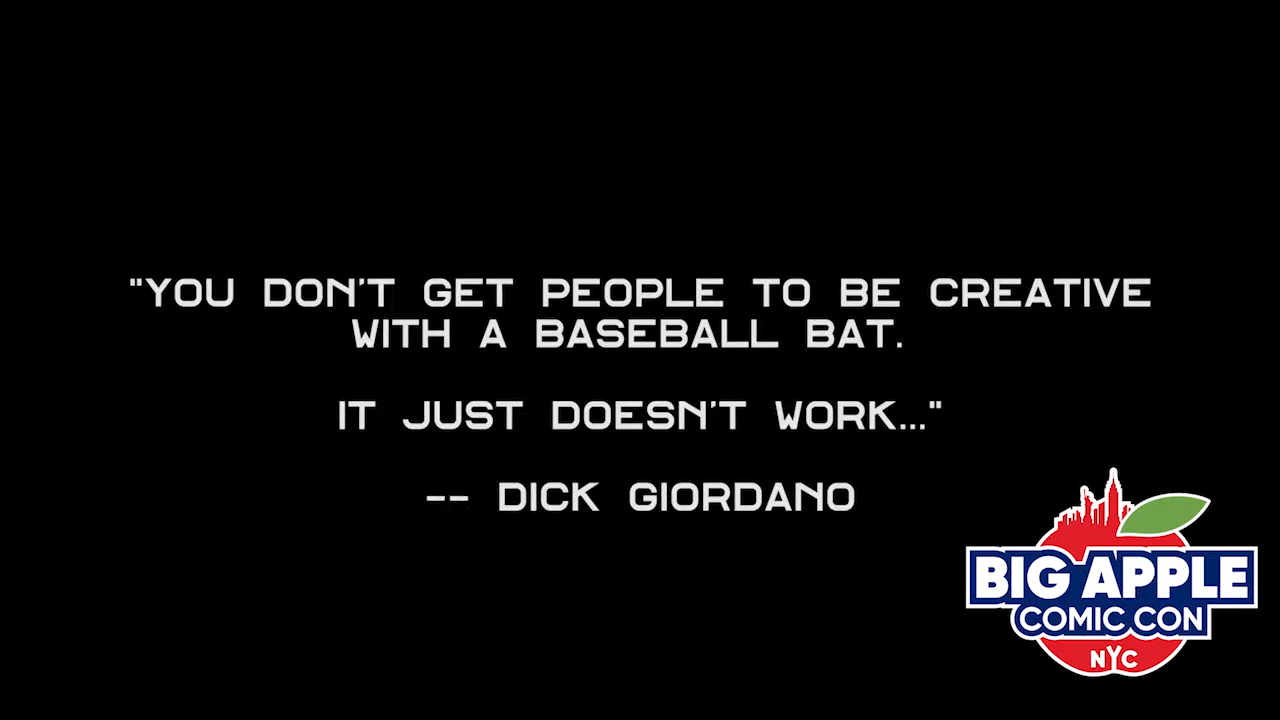 "YOU DON'T GET PEOPLE TO BE CREATIVE
WITH A BASEBALL BAT.
IT JUST DOESN'T WORK..."
-- DICK GIORDANO
BIG APPLE
COMIC CON
NYC